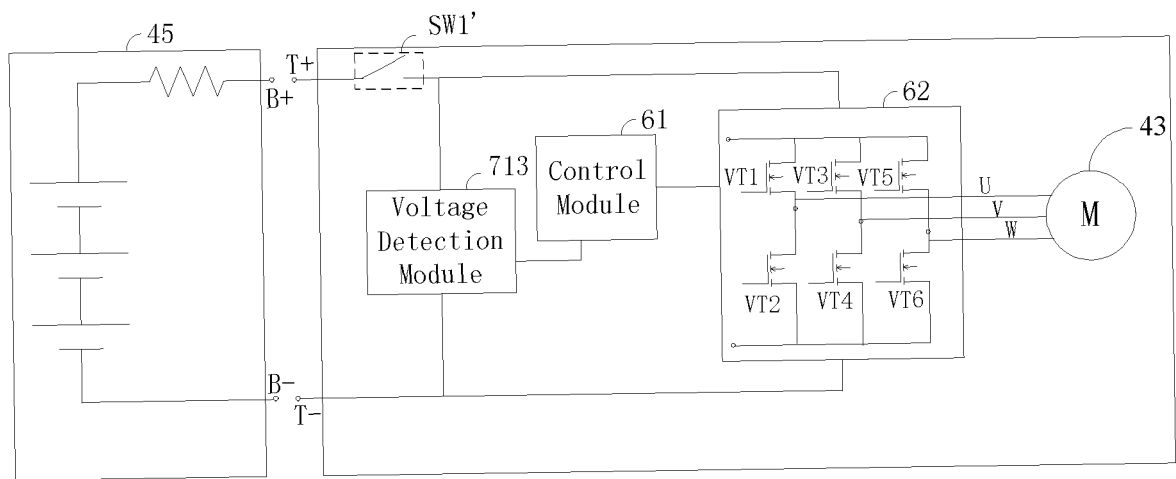 45
SW1'
T+
B+
62
61
43
Control
Module
713
Voltage
Detection
Module
VT1
VT3
VT5
U
V
W
M
VT2
VT4
VT6
B-
T-